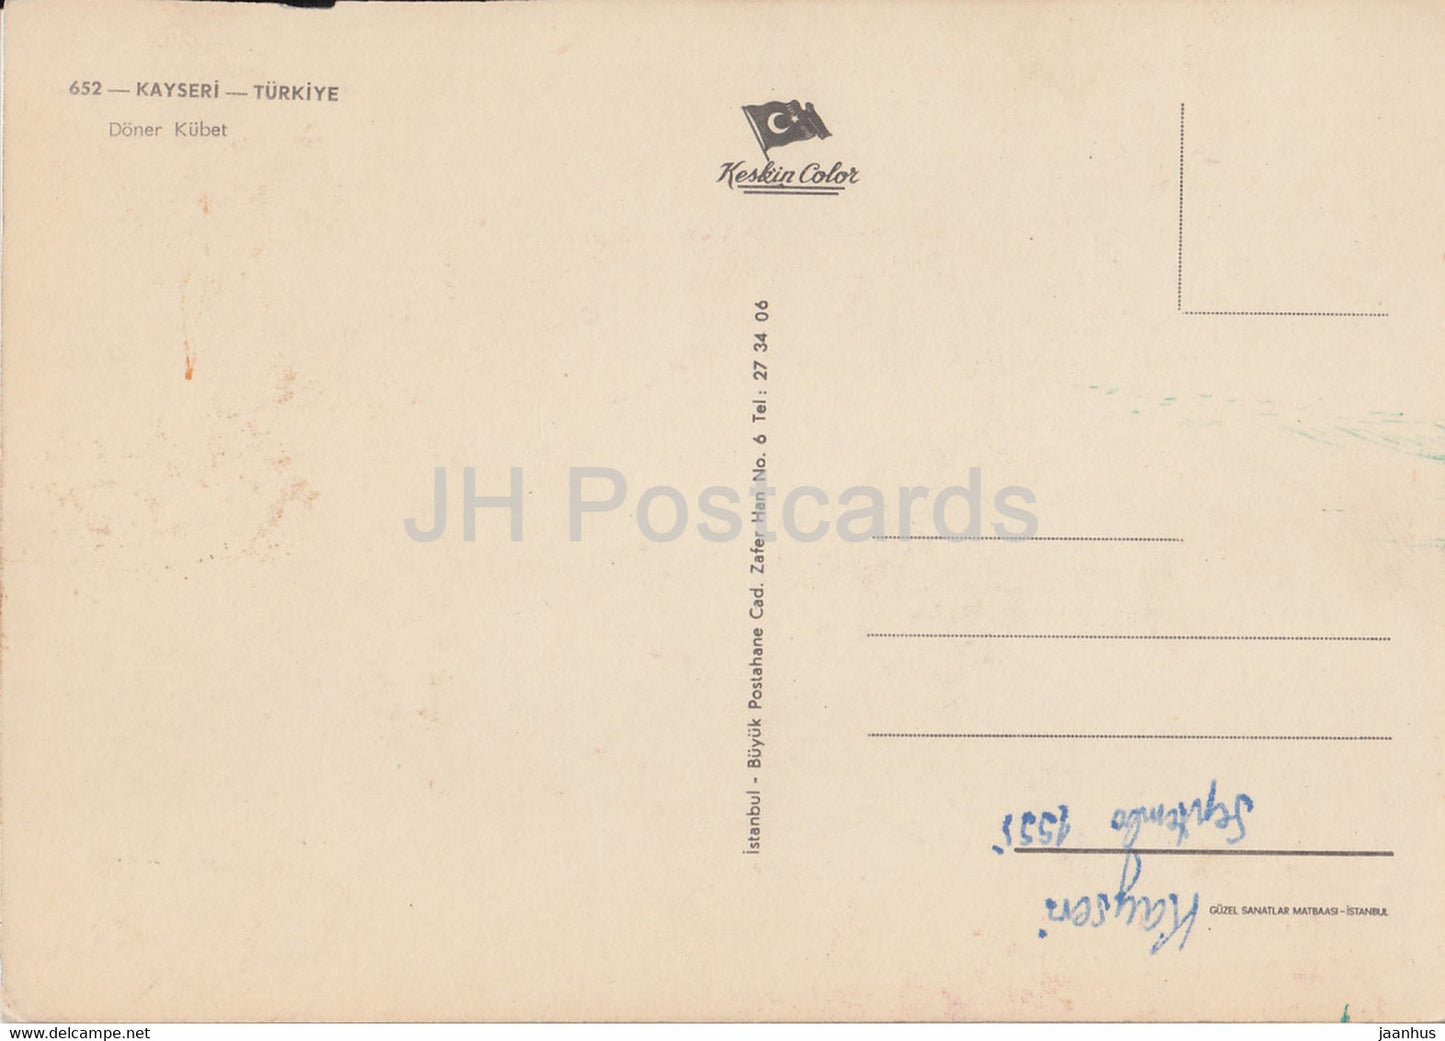 652 — KAYSERİ — TÜRKİYE
Döner Kübet
Keskin Color
İstanbul - Büyük Postahane Cad. Zafer Han No. 6 Tel : 27 34 06
JH Postcards
Kayseri
GÜZEL SANATLAR MATBAASI-İSTANBUL
www.delcampe.net
jaanhus